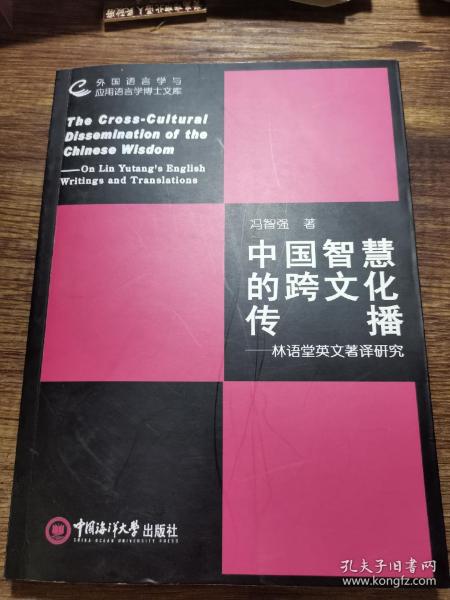 外国语言学与
应用语言学博士文库
The Cross-Cultural
Dissemination of the
Chinese Wisdom
——On Lin Yutang's English
Writings and Translations
冯智强 著
中国智慧
的跨文化
传播
——林语堂英文著译研究
中国海洋大学出版社
CHINA OCEAN UNIVERSITY PRESS
孔夫子旧书网
www.kongfz.com